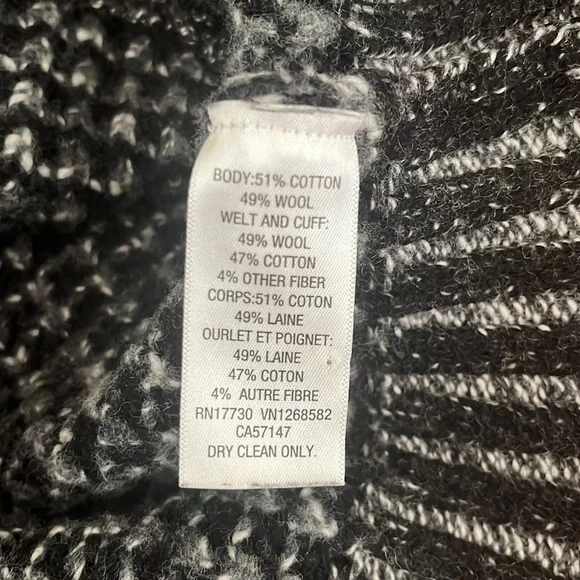 BODY:51% COTTON
49% WOOL
WELT AND CUFF:
49% WOOL
47% COTTON
4% OTHER FIBER
CORPS:51% COTON
49% LAINE
OURLET ET POIGNET:
49% LAINE
47% COTON
4% AUTRE FIBRE
RN17730 VN1268582
CA57147
DRY CLEAN ONLY.